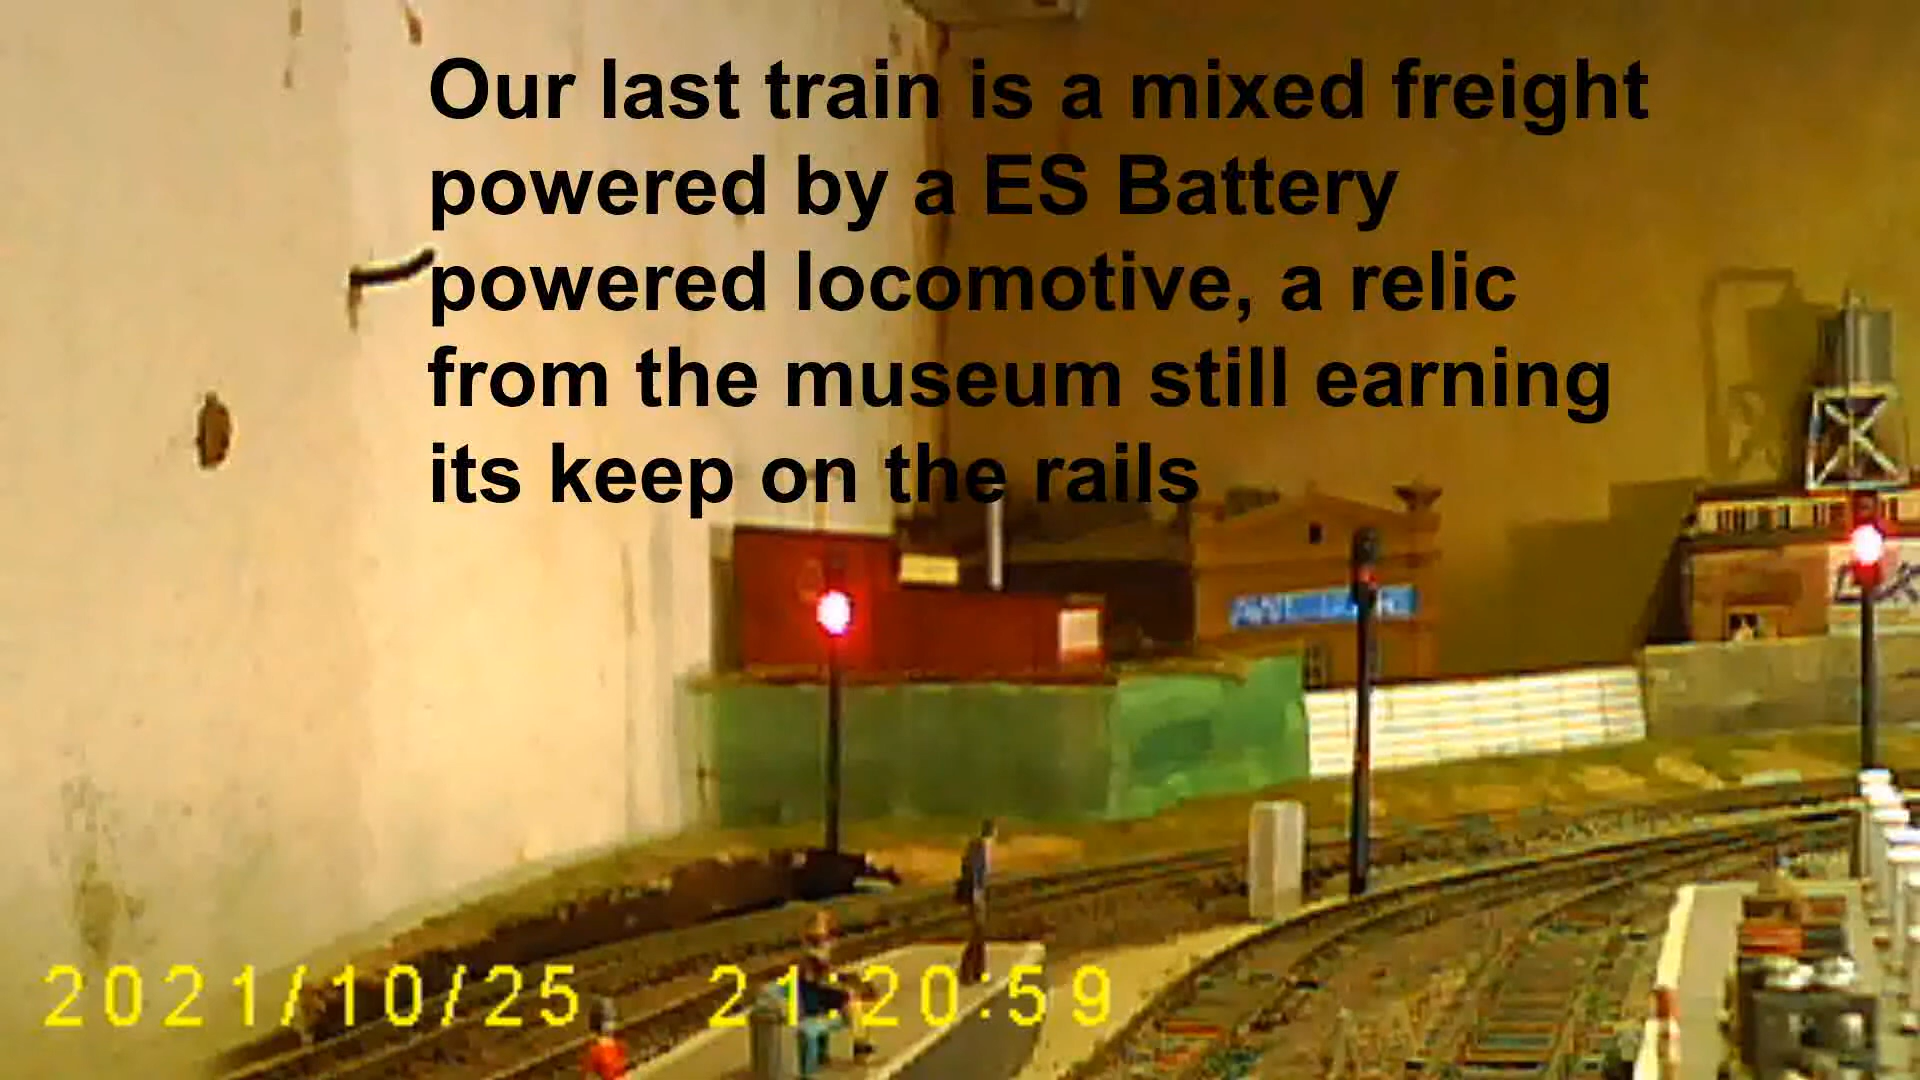 Our last train is a mixed freight
powered by a ES Battery
powered locomotive, a relic
from the museum still earning
its keep on the rails
2021/10/25 21:20:59